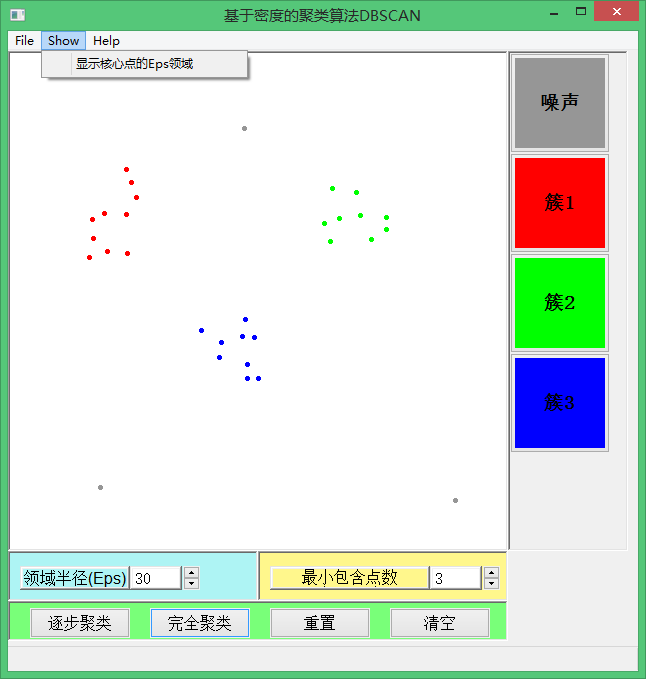 基于密度的聚类算法DBSCAN
File Show Help
显示核心点的Eps领域
噪声
簇1
簇2
簇3
领域半径(Eps) 30 最小包含点数 3
逐步聚类 完全聚类 重置 清空